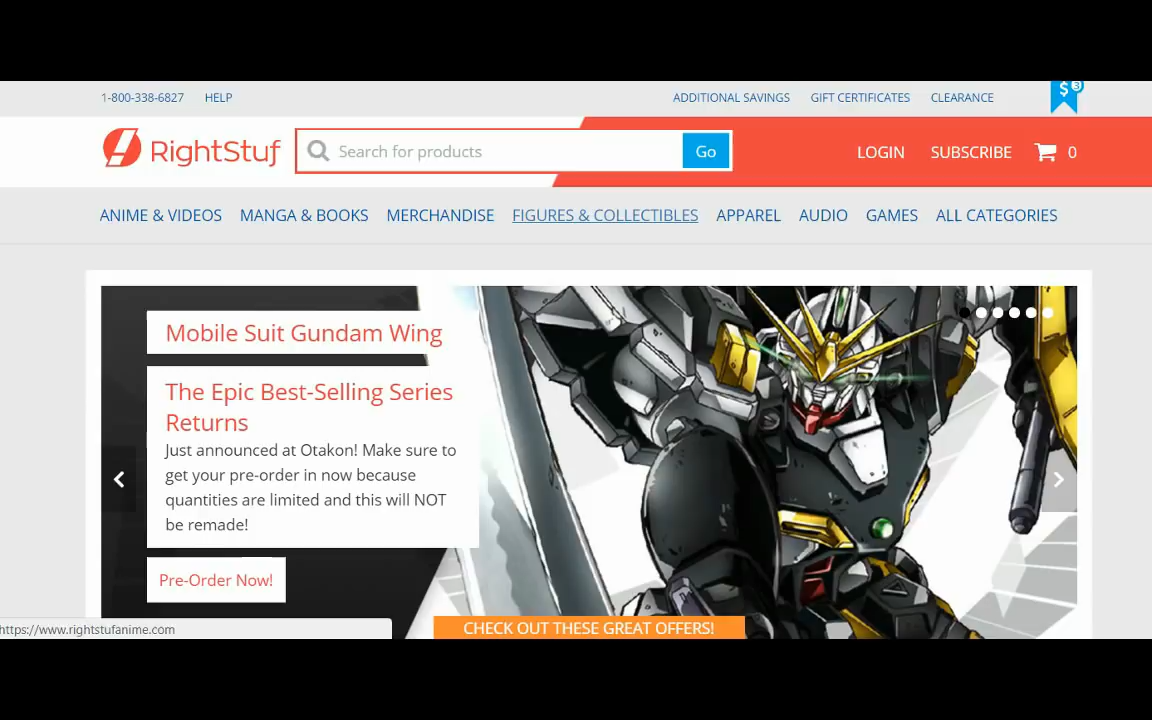 1-800-338-6827 HELP ADDITIONAL SAVINGS GIFT CERTIFICATES CLEARANCE $ 3
RightStuf Search for products Go LOGIN SUBSCRIBE 0
ANIME & VIDEOS MANGA & BOOKS MERCHANDISE FIGURES & COLLECTIBLES APPAREL AUDIO GAMES ALL CATEGORIES
Mobile Suit Gundam Wing
The Epic Best-Selling Series
Returns
Just announced at Otakon! Make sure to
get your pre-order in now because
quantities are limited and this will NOT
be remade!
Pre-Order Now!
https://www.rightstufanime.com
CHECK OUT THESE GREAT OFFERS!